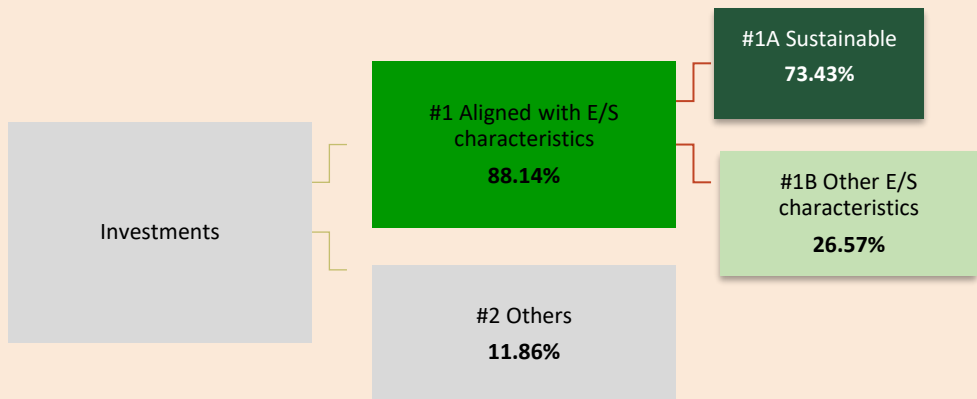 Investments
#1 Aligned with E/S
characteristics
88.14%
#2 Others
11.86%
#1A Sustainable
73.43%
#1B Other E/S
characteristics
26.57%